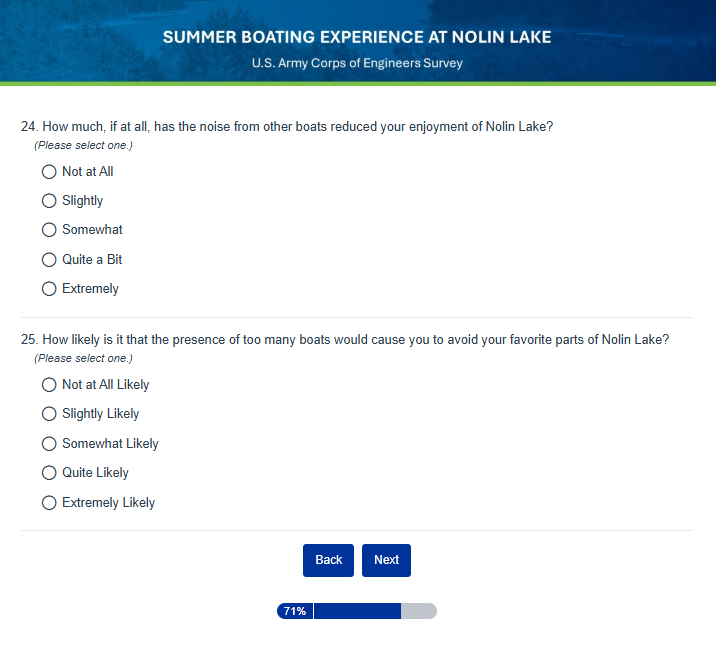 SUMMER BOATING EXPERIENCE AT NOLIN LAKE
U.S. Army Corps of Engineers Survey
24. How much, if at all, has the noise from other boats reduced your enjoyment of Nolin Lake?
(Please select one.)
Not at All
Slightly
Somewhat
Quite a Bit
Extremely
25. How likely is it that the presence of too many boats would cause you to avoid your favorite parts of Nolin Lake?
(Please select one.)
Not at All Likely
Slightly Likely
Somewhat Likely
Quite Likely
Extremely Likely
Back Next
71%